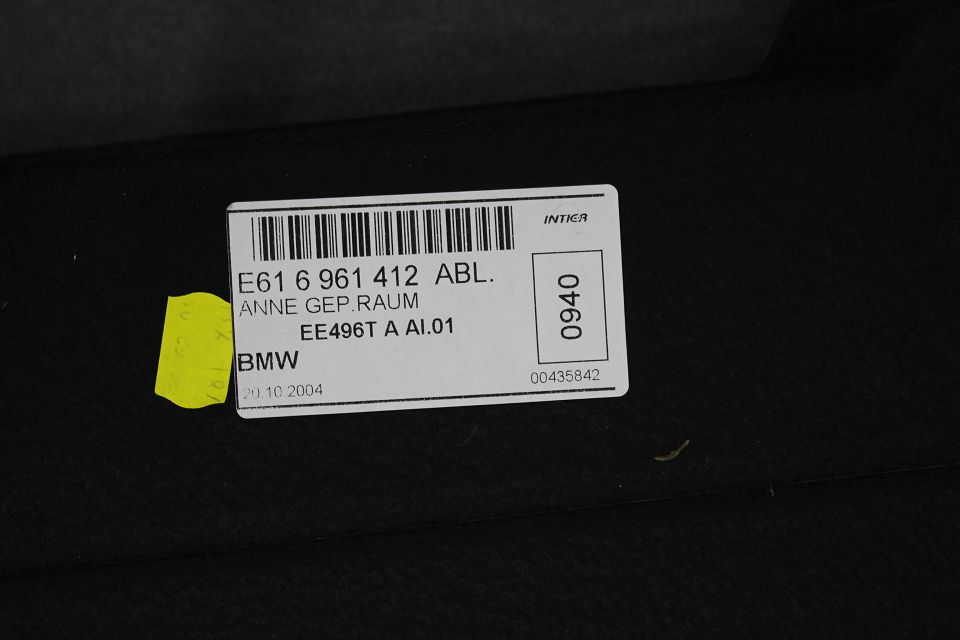 INTIER
E61 6 961 412 ABL.
ANNE GEP.RAUM
EE496T A AI.01
BMW
20.10.2004
0940
00435842